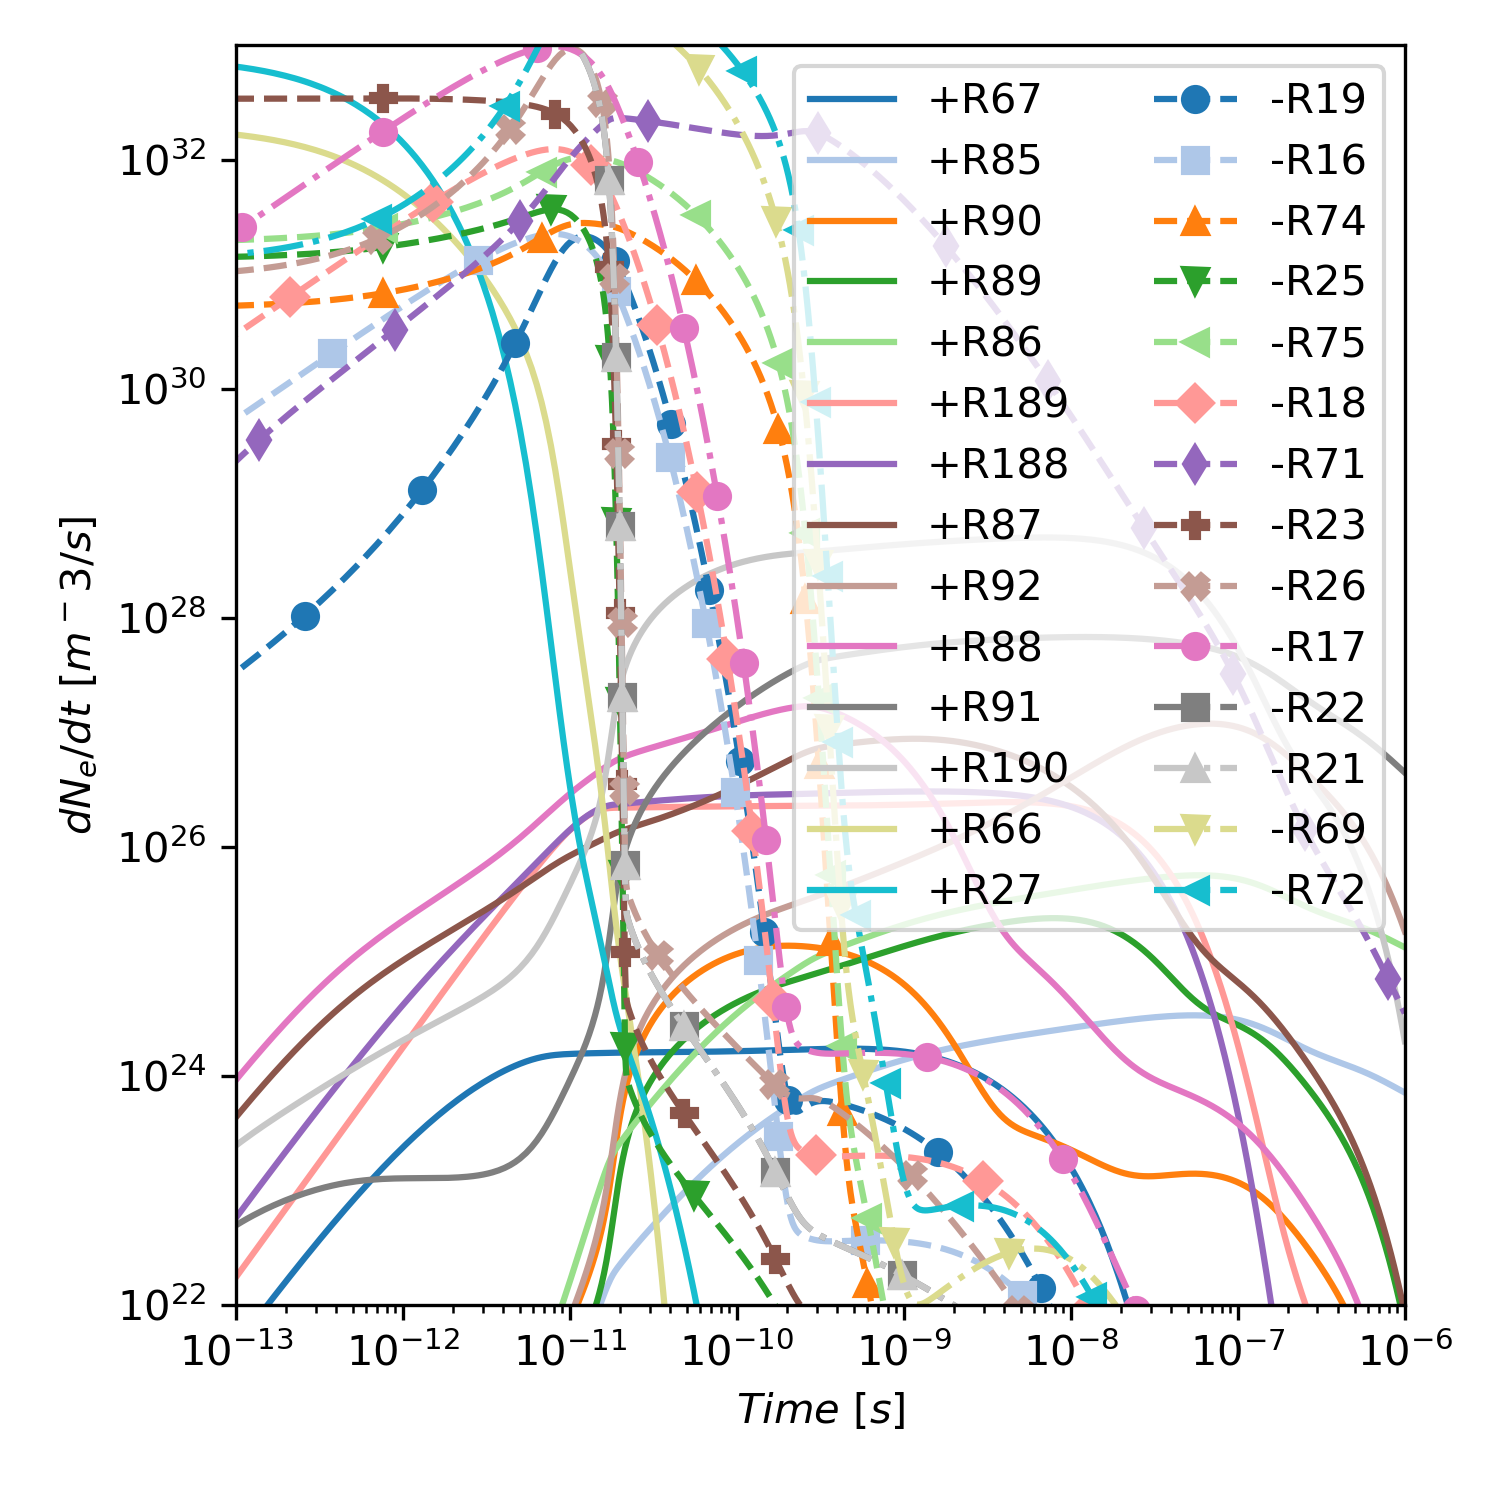 +R67 -R19
+R85 -R16
+R90 -R74
+R89 -R25
+R86 -R75
+R189 -R18
+R188 -R71
+R87 -R23
+R92 -R26
+R88 -R17
+R91 -R22
+R190 -R21
+R66 -R69
+R27 -R72
10^32
10^30
10^28
10^26
10^24
10^22
dN_e/dt [m^-3/s]
10^-13 10^-12 10^-11 10^-10 10^-9 10^-8 10^-7 10^-6
Time [s]